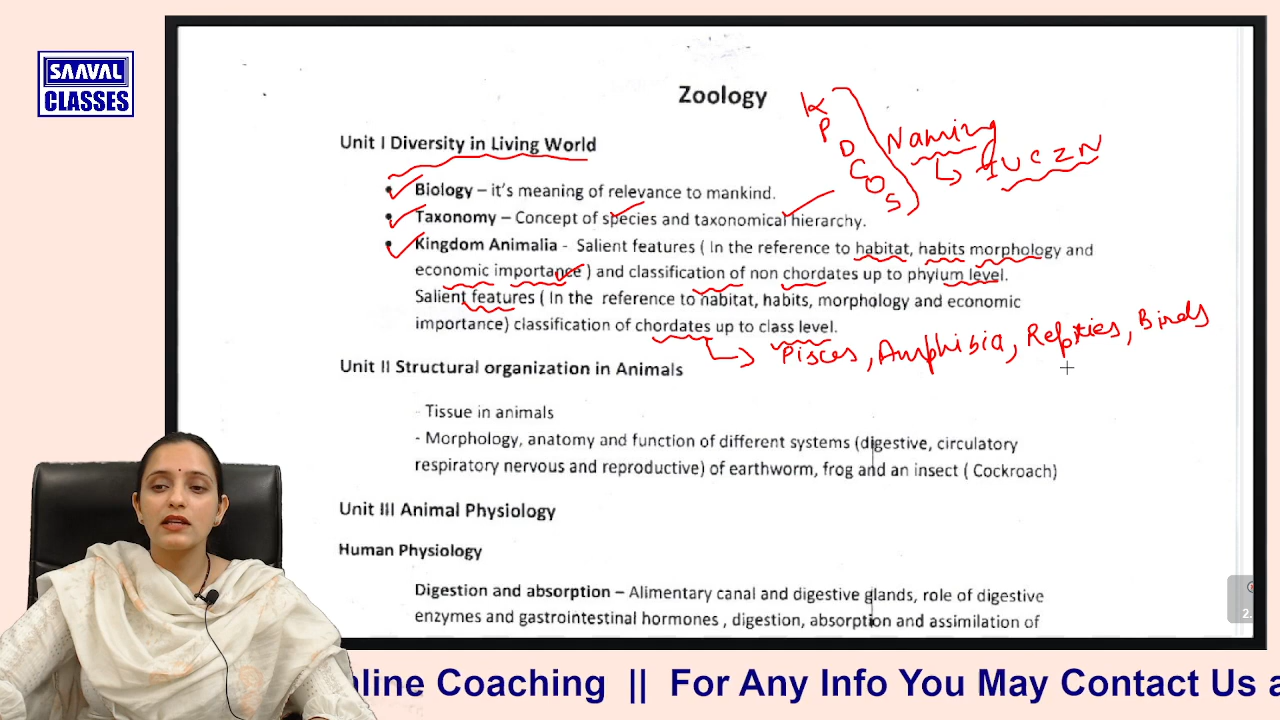 SAAVAL
CLASSES
Zoology
K
P
D
C
O
S
Naming
IUCZN
Unit I Diversity in Living World
• Biology – it's meaning of relevance to mankind.
• Taxonomy – Concept of species and taxonomical hierarchy.
• Kingdom Animalia - Salient features ( In the reference to habitat, habits morphology and
economic importance ) and classification of non chordates up to phylum level.
Salient features ( In the reference to habitat, habits, morphology and economic
importance) classification of chordates up to class level.
Pisces, Amphibia, Reptiles, Birds
Unit II Structural organization in Animals
- Tissue in animals
- Morphology, anatomy and function of different systems (digestive, circulatory
respiratory nervous and reproductive) of earthworm, frog and an insect ( Cockroach)
Unit III Animal Physiology
Human Physiology
Digestion and absorption – Alimentary canal and digestive glands, role of digestive
enzymes and gastrointestinal hormones , digestion, absorption and assimilation of
2.
nline Coaching || For Any Info You May Contact Us a